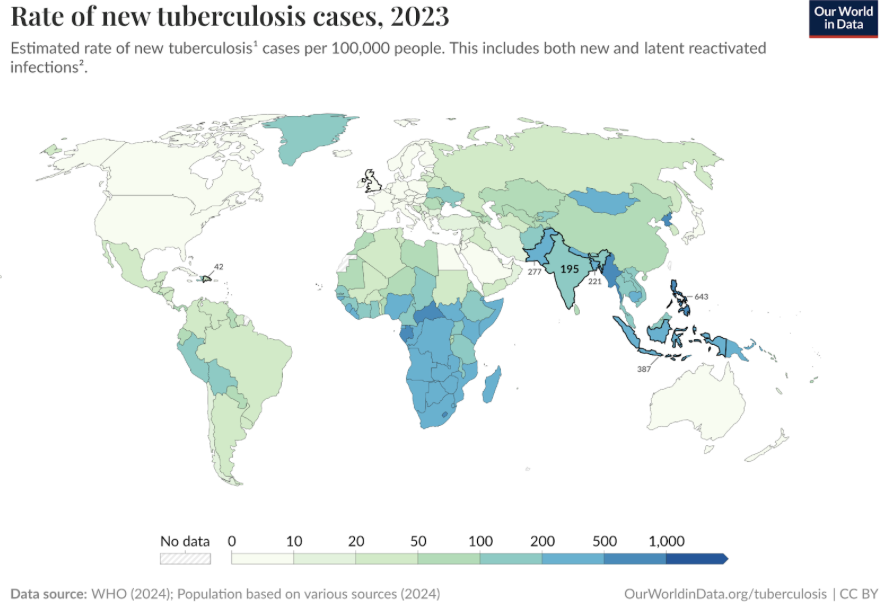 Rate of new tuberculosis cases, 2023
Our World
in Data
Estimated rate of new tuberculosis¹ cases per 100,000 people. This includes both new and latent reactivated
infections².
42
277
195
221
643
387
No data
0
10
20
50
100
200
500
1,000
Data source: WHO (2024); Population based on various sources (2024)
OurWorldinData.org/tuberculosis | CC BY